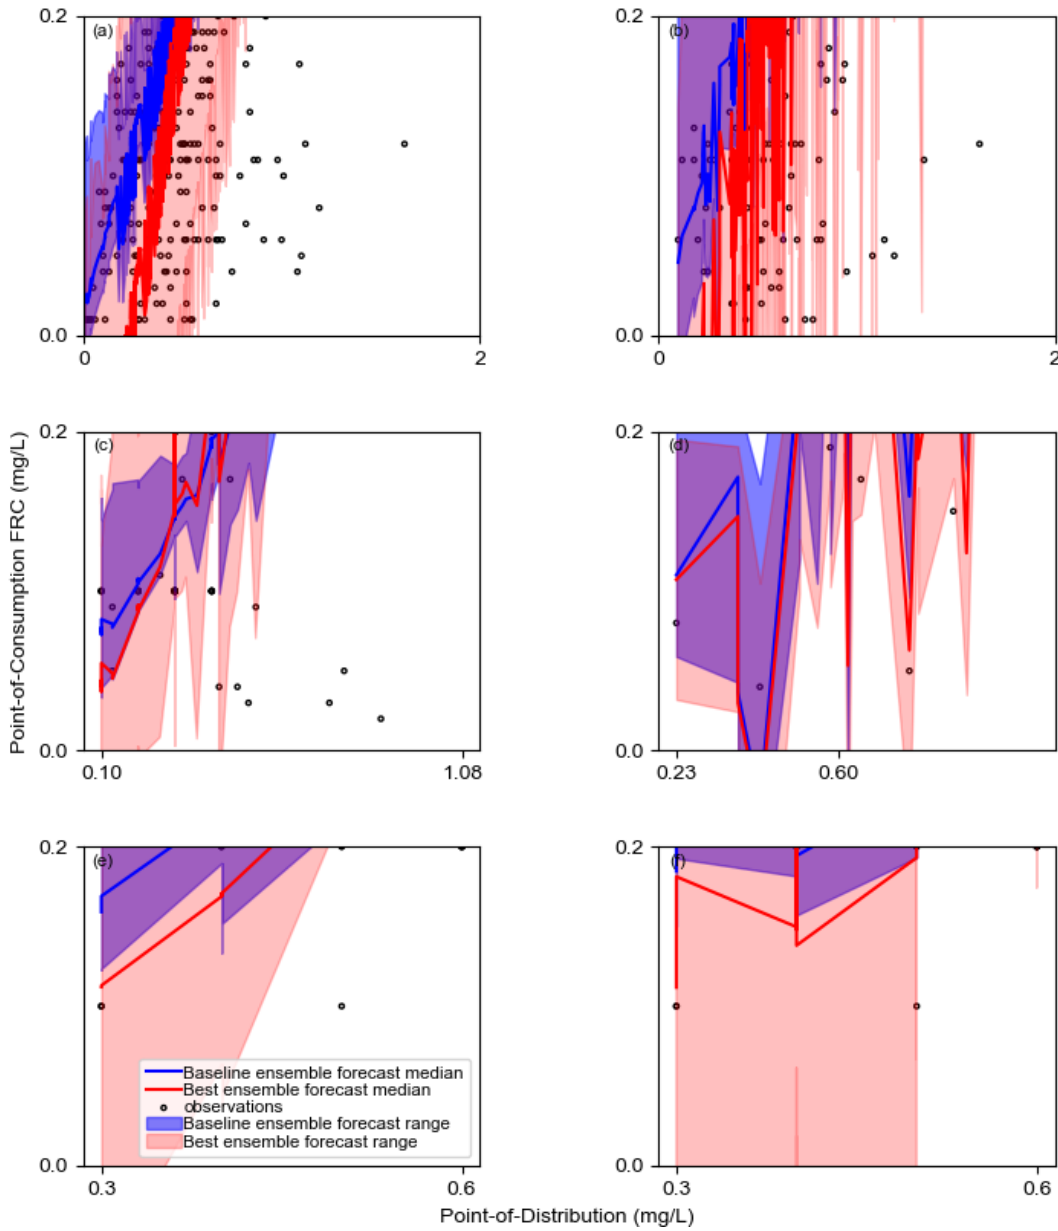 0.2
(a)
0.0
0
2
0.2
(b)
0.0
0
2
Point-of-Consumption FRC (mg/L)
0.2
(c)
0.0
0.10
1.08
0.2
(d)
0.0
0.23
0.60
0.2
(e)
0.0
0.3
0.6
Baseline ensemble forecast median
Best ensemble forecast median
observations
Baseline ensemble forecast range
Best ensemble forecast range
0.2
(f)
0.0
0.3
0.6
Point-of-Distribution (mg/L)